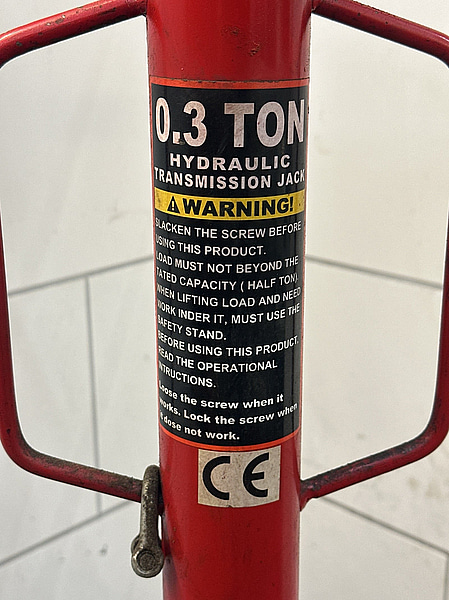 0.3 TON
HYDRAULIC
TRANSMISSION JACK
WARNING!
SLACKEN THE SCREW BEFORE
USING THIS PRODUCT.
LOAD MUST NOT BEYOND THE
TATED CAPACITY ( HALF TON).
WHEN LIFTING LOAD AND NEED
WORK INDER IT, MUST USE THE
SAFETY STAND.
BEFORE USING THIS PRODUCT,
READ THE OPERATIONAL
INTRUCTIONS.
Loose the screw when it
works. Lock the screw when
it dose not work.
CE